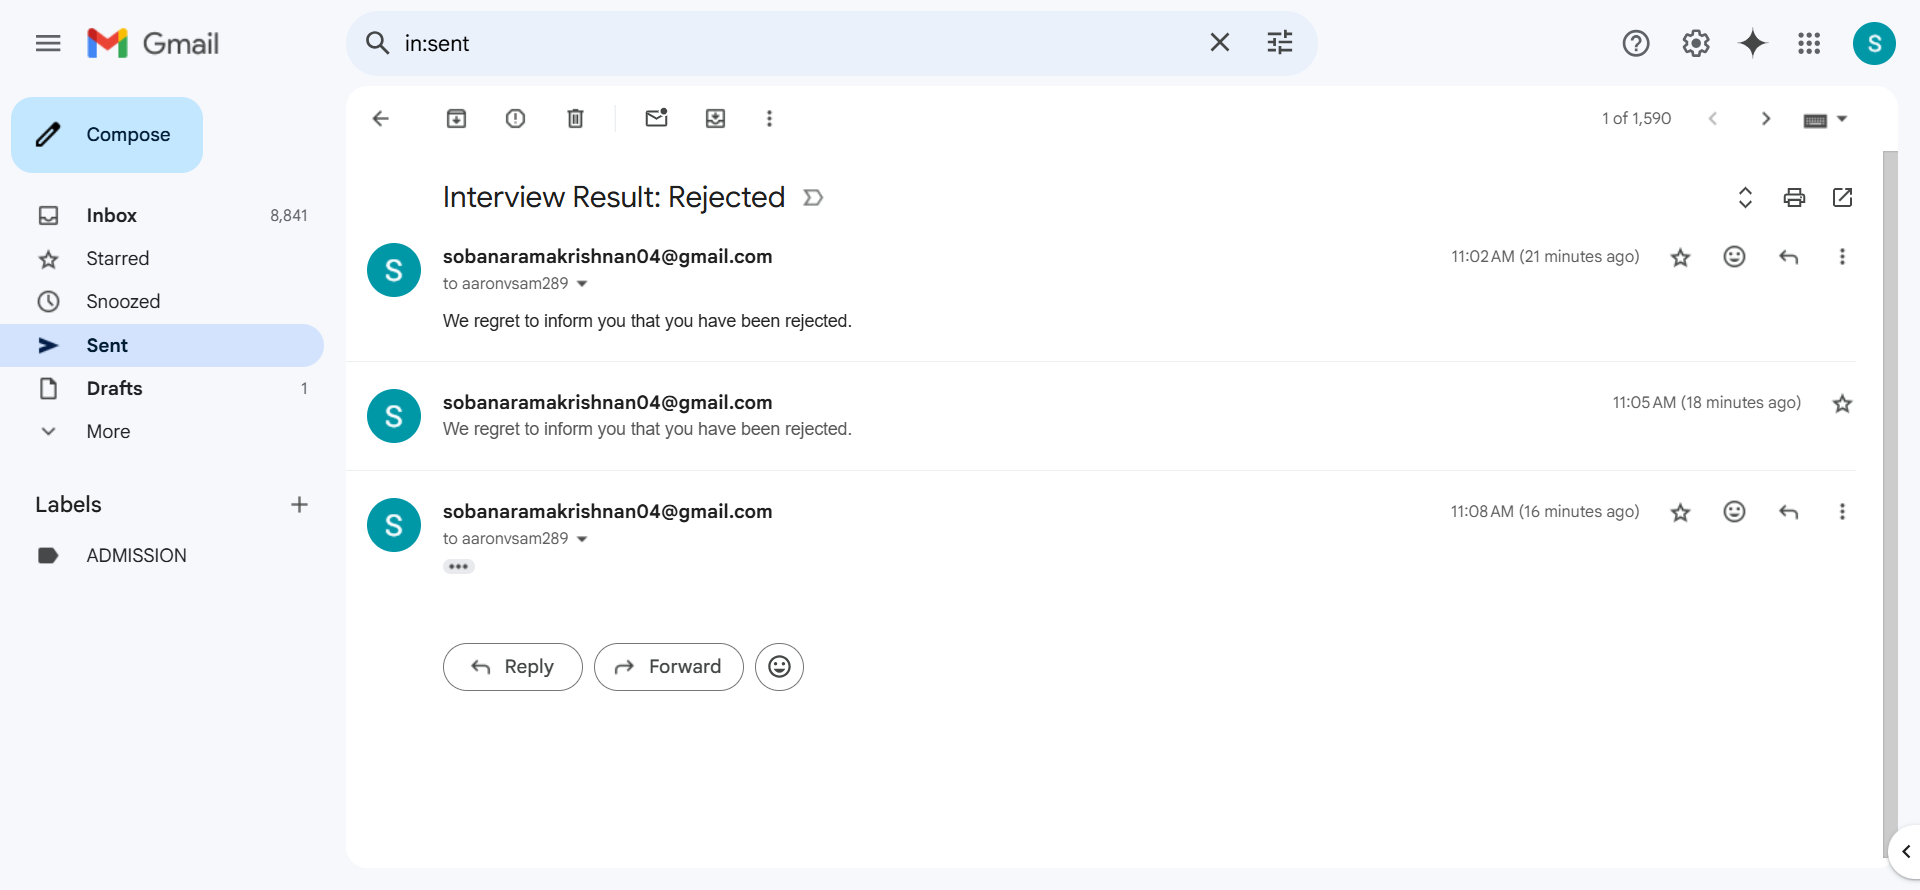 Gmail
in:sent
S
Compose
1 of 1,590
Inbox 8,841
Starred
Snoozed
Sent
Drafts 1
More
Labels
ADMISSION
Interview Result: Rejected
S
sobanaramakrishnan04@gmail.com 11:02 AM (21 minutes ago)
to aaronvsam289
We regret to inform you that you have been rejected.
S
sobanaramakrishnan04@gmail.com 11:05 AM (18 minutes ago)
We regret to inform you that you have been rejected.
S
sobanaramakrishnan04@gmail.com 11:08 AM (16 minutes ago)
to aaronvsam289
Reply Forward